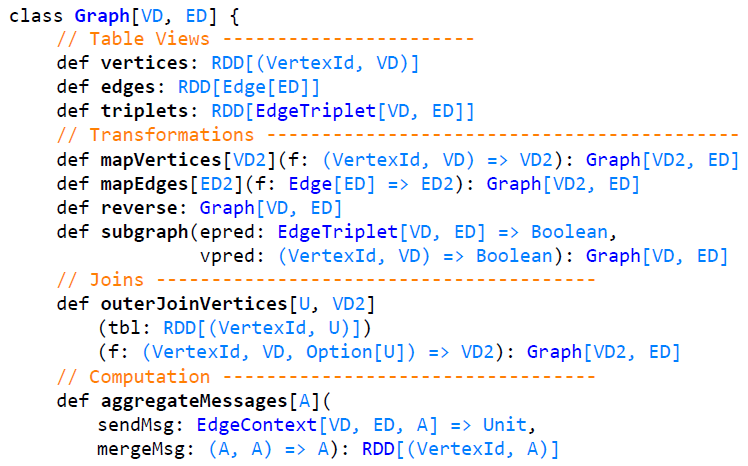 class Graph[VD, ED] {
// Table Views -----------------------
def vertices: RDD[(VertexId, VD)]
def edges: RDD[Edge[ED]]
def triplets: RDD[EdgeTriplet[VD, ED]]
// Transformations -------------------------------------------
def mapVertices[VD2](f: (VertexId, VD) => VD2): Graph[VD2, ED]
def mapEdges[ED2](f: Edge[ED] => ED2): Graph[VD2, ED]
def reverse: Graph[VD, ED]
def subgraph(epred: EdgeTriplet[VD, ED] => Boolean,
vpred: (VertexId, VD) => Boolean): Graph[VD, ED]
// Joins ----------------------------------------
def outerJoinVertices[U, VD2]
(tbl: RDD[(VertexId, U)])
(f: (VertexId, VD, Option[U]) => VD2): Graph[VD2, ED]
// Computation -----------------------------------
def aggregateMessages[A](
sendMsg: EdgeContext[VD, ED, A] => Unit,
mergeMsg: (A, A) => A): RDD[(VertexId, A)]